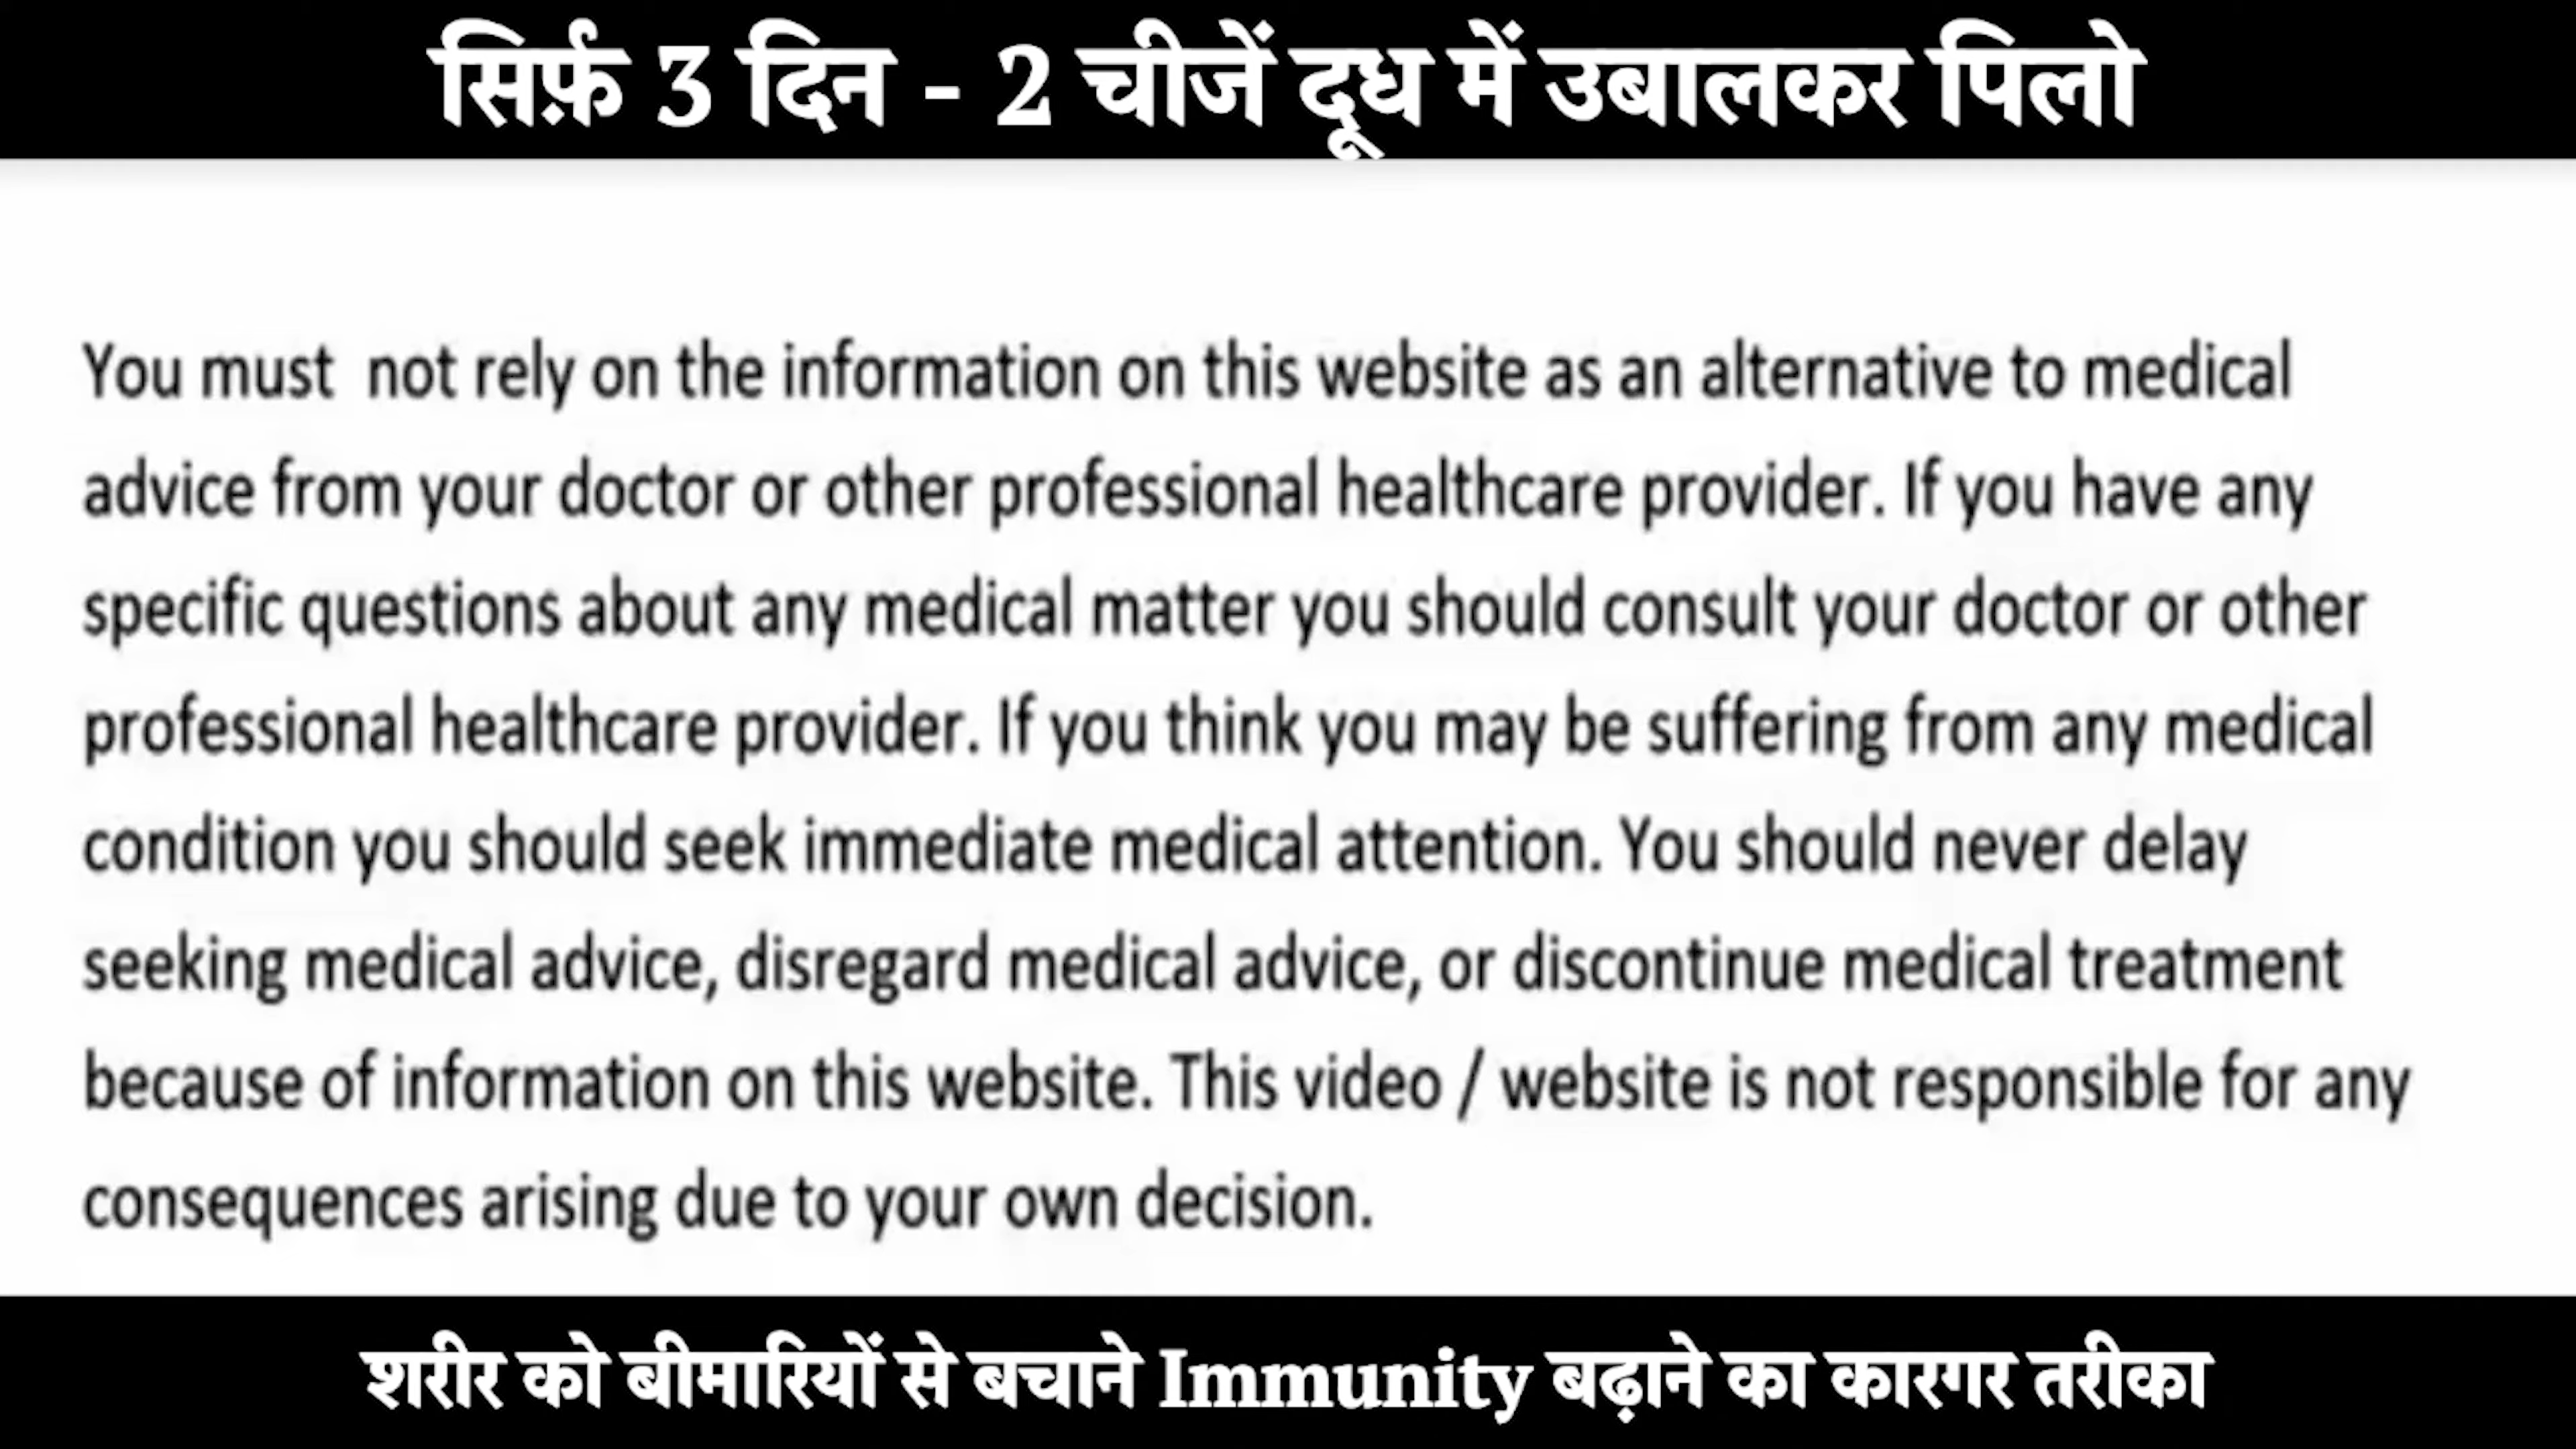 सिर्फ़ 3 दिन - 2 चीजें दूध में उबालकर पिलो
You must  not rely on the information on this website as an alternative to medical
advice from your doctor or other professional healthcare provider. If you have any
specific questions about any medical matter you should consult your doctor or other
professional healthcare provider. If you think you may be suffering from any medical
condition you should seek immediate medical attention. You should never delay
seeking medical advice, disregard medical advice, or discontinue medical treatment
because of information on this website. This video / website is not responsible for any
consequences arising due to your own decision.
शरीर को बीमारियों से बचाने Immunity बढ़ाने का कारगर तरीका